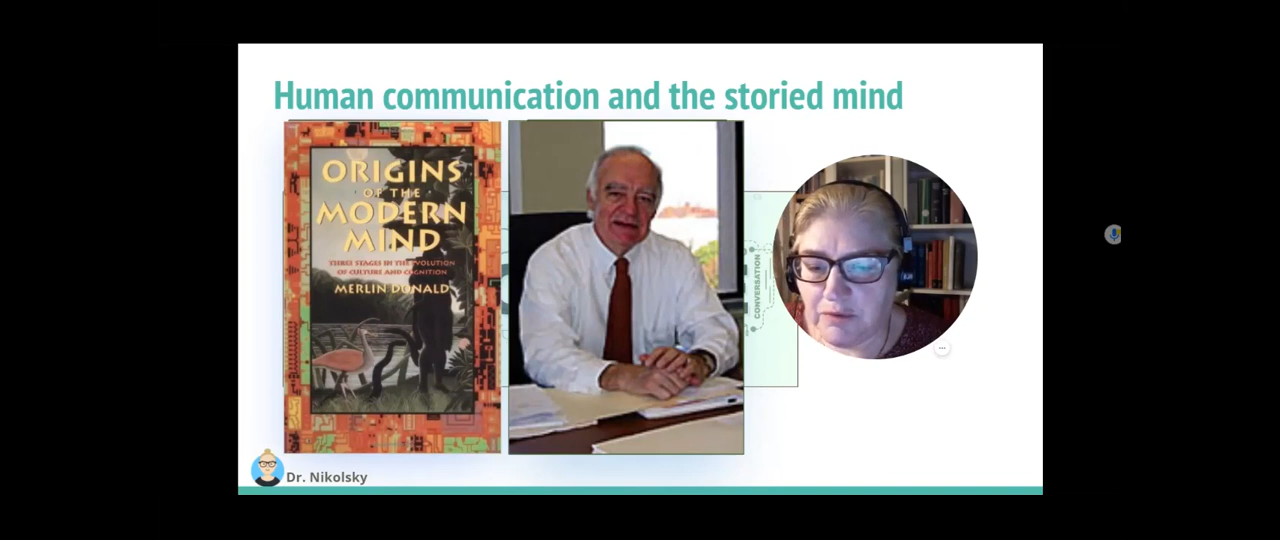 Human communication and the storied mind
ORIGINS
OF THE
MODERN
MIND
THREE STAGES IN THE EVOLUTION
OF CULTURE AND COGNITION
MERLIN DONALD
CONVERSATION
Dr. Nikolsky